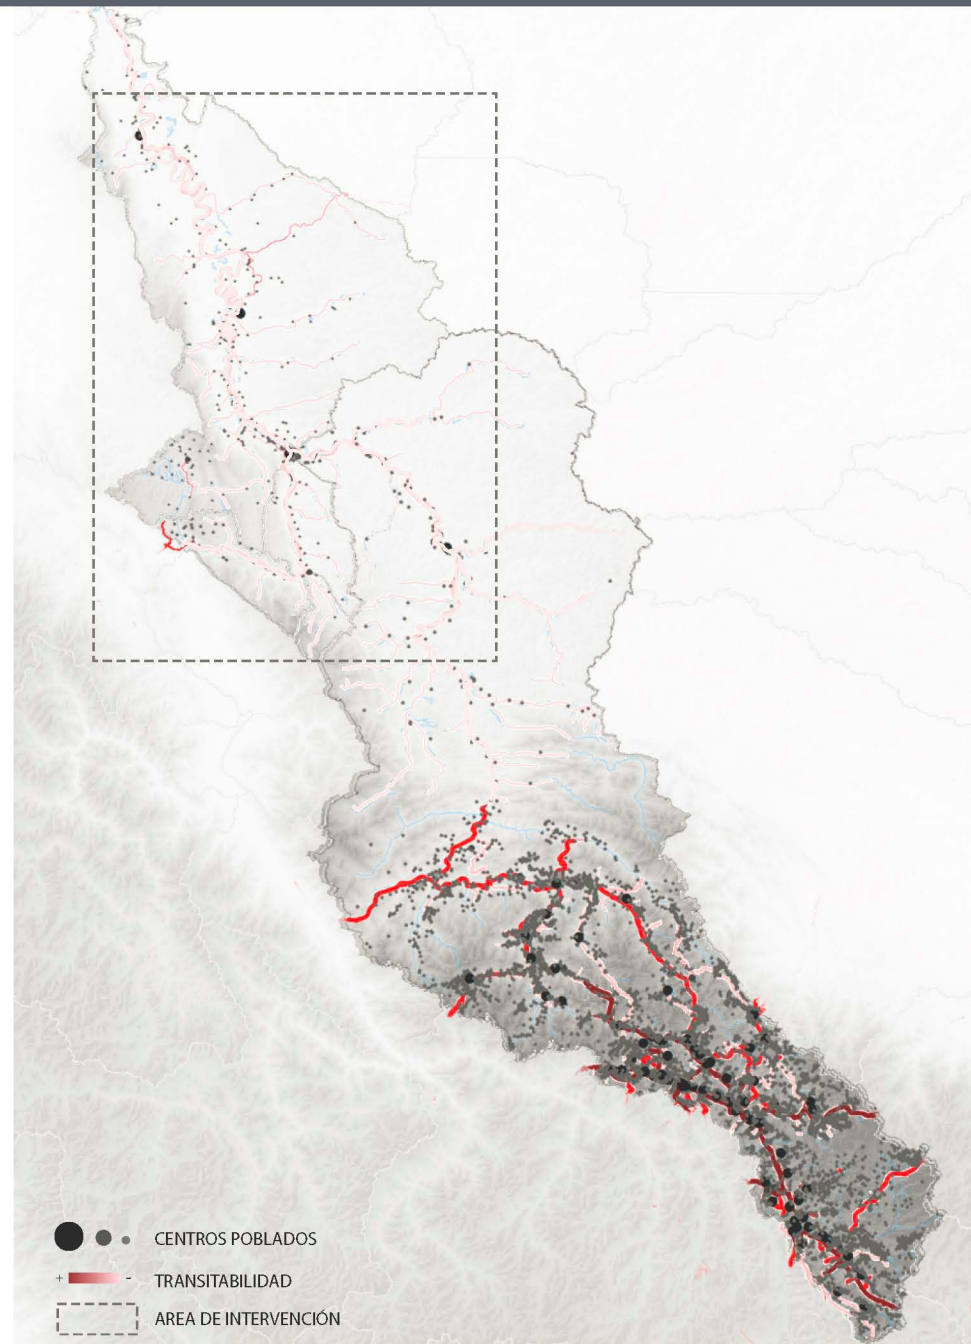 CENTROS POBLADOS
+ - TRANSITABILIDAD
AREA DE INTERVENCIÓN